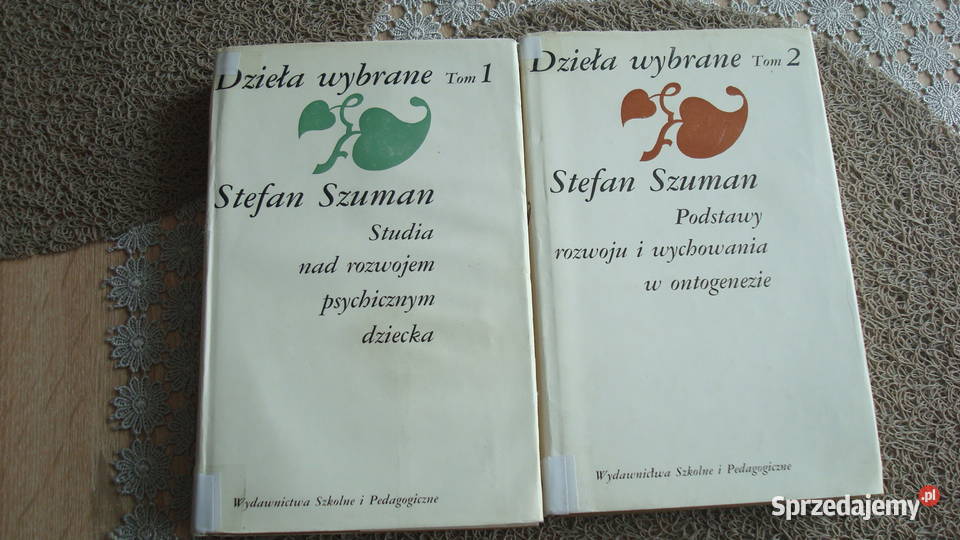 Dzieła wybrane Tom 1
Stefan Szuman
Studia
nad rozwojem
psychicznym
dziecka
Wydawnictwa Szkolne i Pedagogiczne
Dzieła wybrane Tom 2
Stefan Szuman
Podstawy
rozwoju i wychowania
w ontogenezie
Wydawnictwa Szkolne i Pedagogiczne
Sprzedajemy.pl